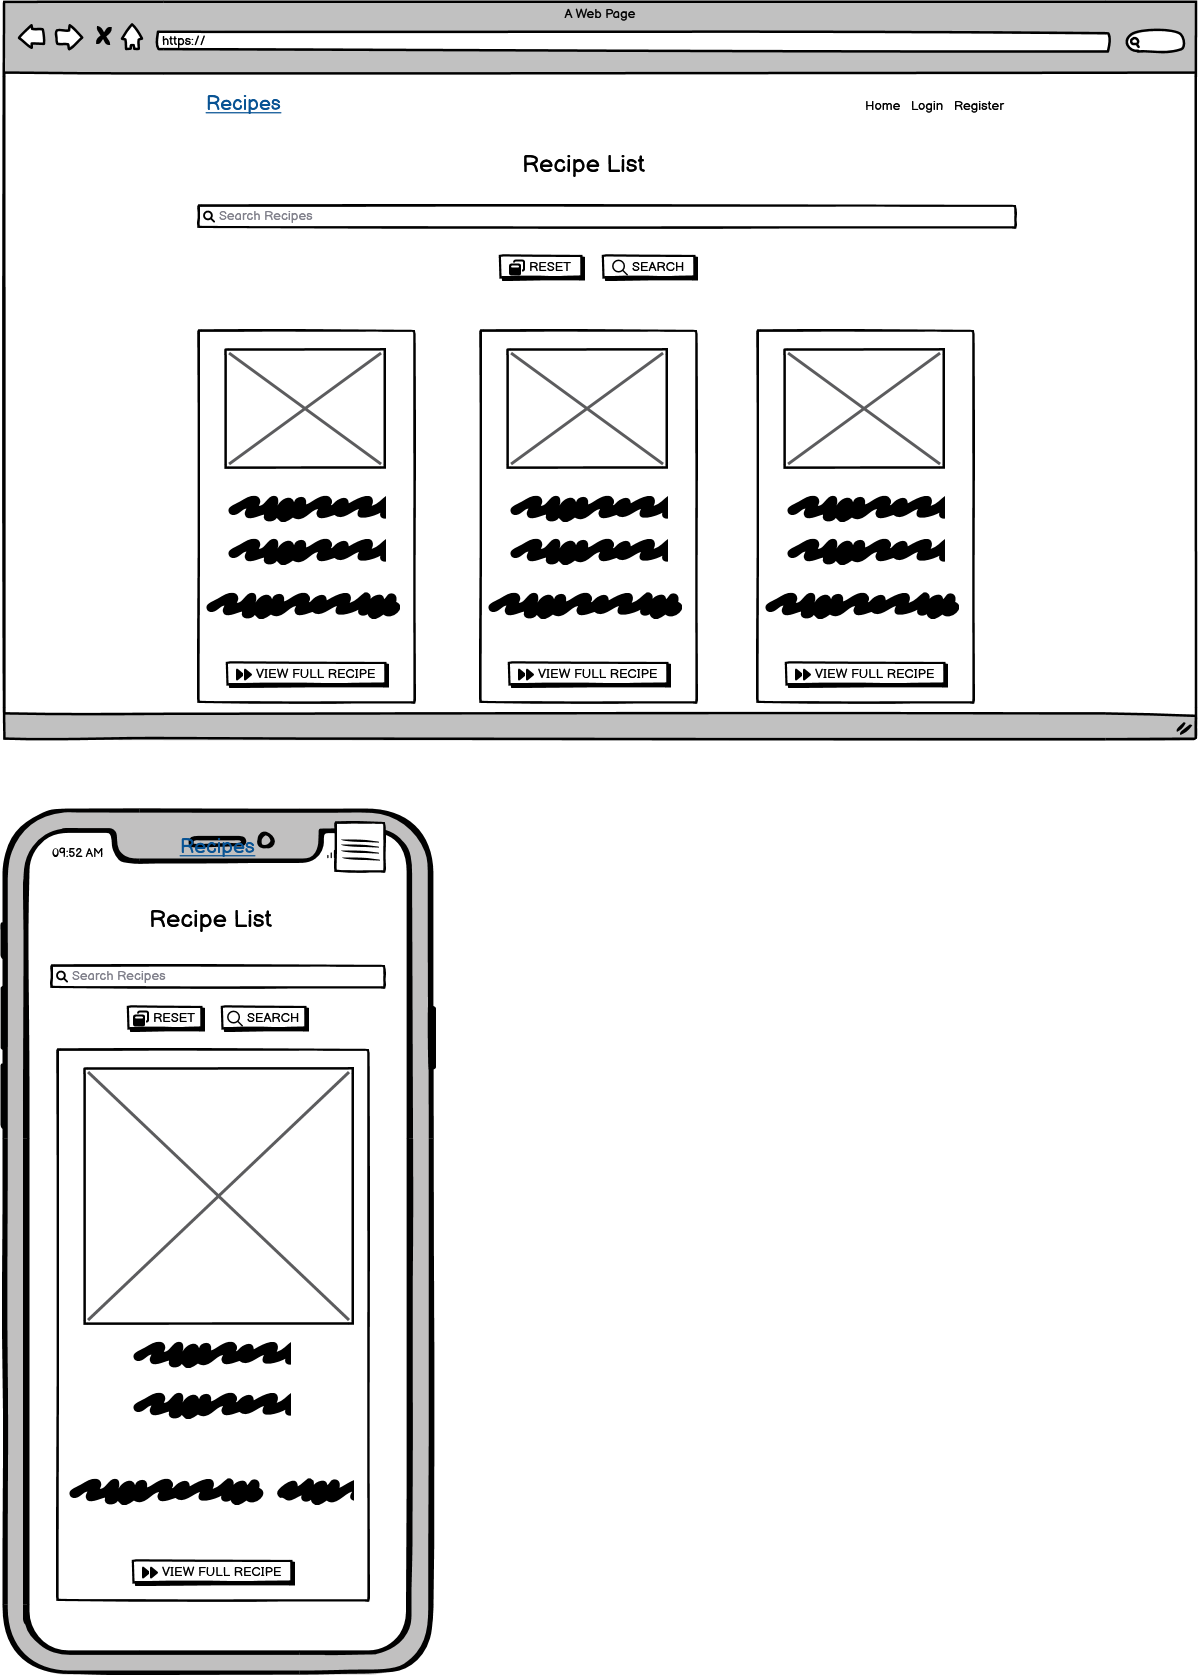 A Web Page
https://
Recipes
Home Login Register
Recipe List
Search Recipes
RESET SEARCH
VIEW FULL RECIPE VIEW FULL RECIPE VIEW FULL RECIPE
09:52 AM
Recipes
Recipe List
Search Recipes
RESET SEARCH
VIEW FULL RECIPE